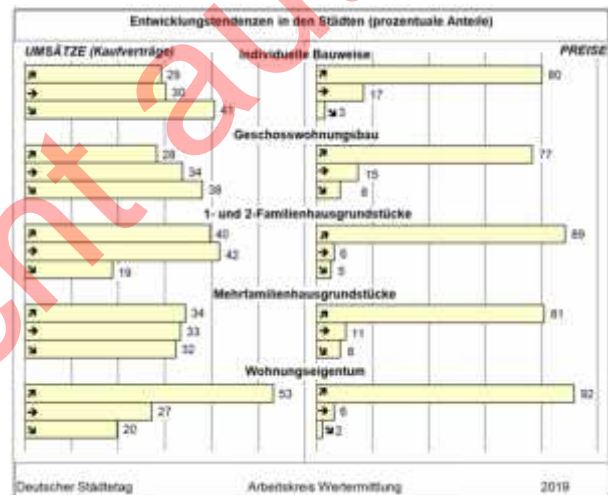 Entwicklungstendenzen in den Städten (prozentuale Anteile)
UMSÄTZE (Kaufverträge) PREISE
Individuelle Bauweise
↗ 29 ↗ 80
→ 30 → 17
↘ 41 ↘ 3
Geschosswohnungsbau
↗ 28 ↗ 77
→ 34 → 15
↘ 38 ↘ 8
1- und 2-Familienhausgrundstücke
↗ 40 ↗ 89
→ 42 → 6
↘ 19 ↘ 5
Mehrfamilienhausgrundstücke
↗ 34 ↗ 81
→ 33 → 11
↘ 32 ↘ 8
Wohnungseigentum
↗ 53 ↗ 92
→ 27 → 6
↘ 20 ↘ 2
Deutscher Städtetag Arbeitskreis Wertermittlung 2019